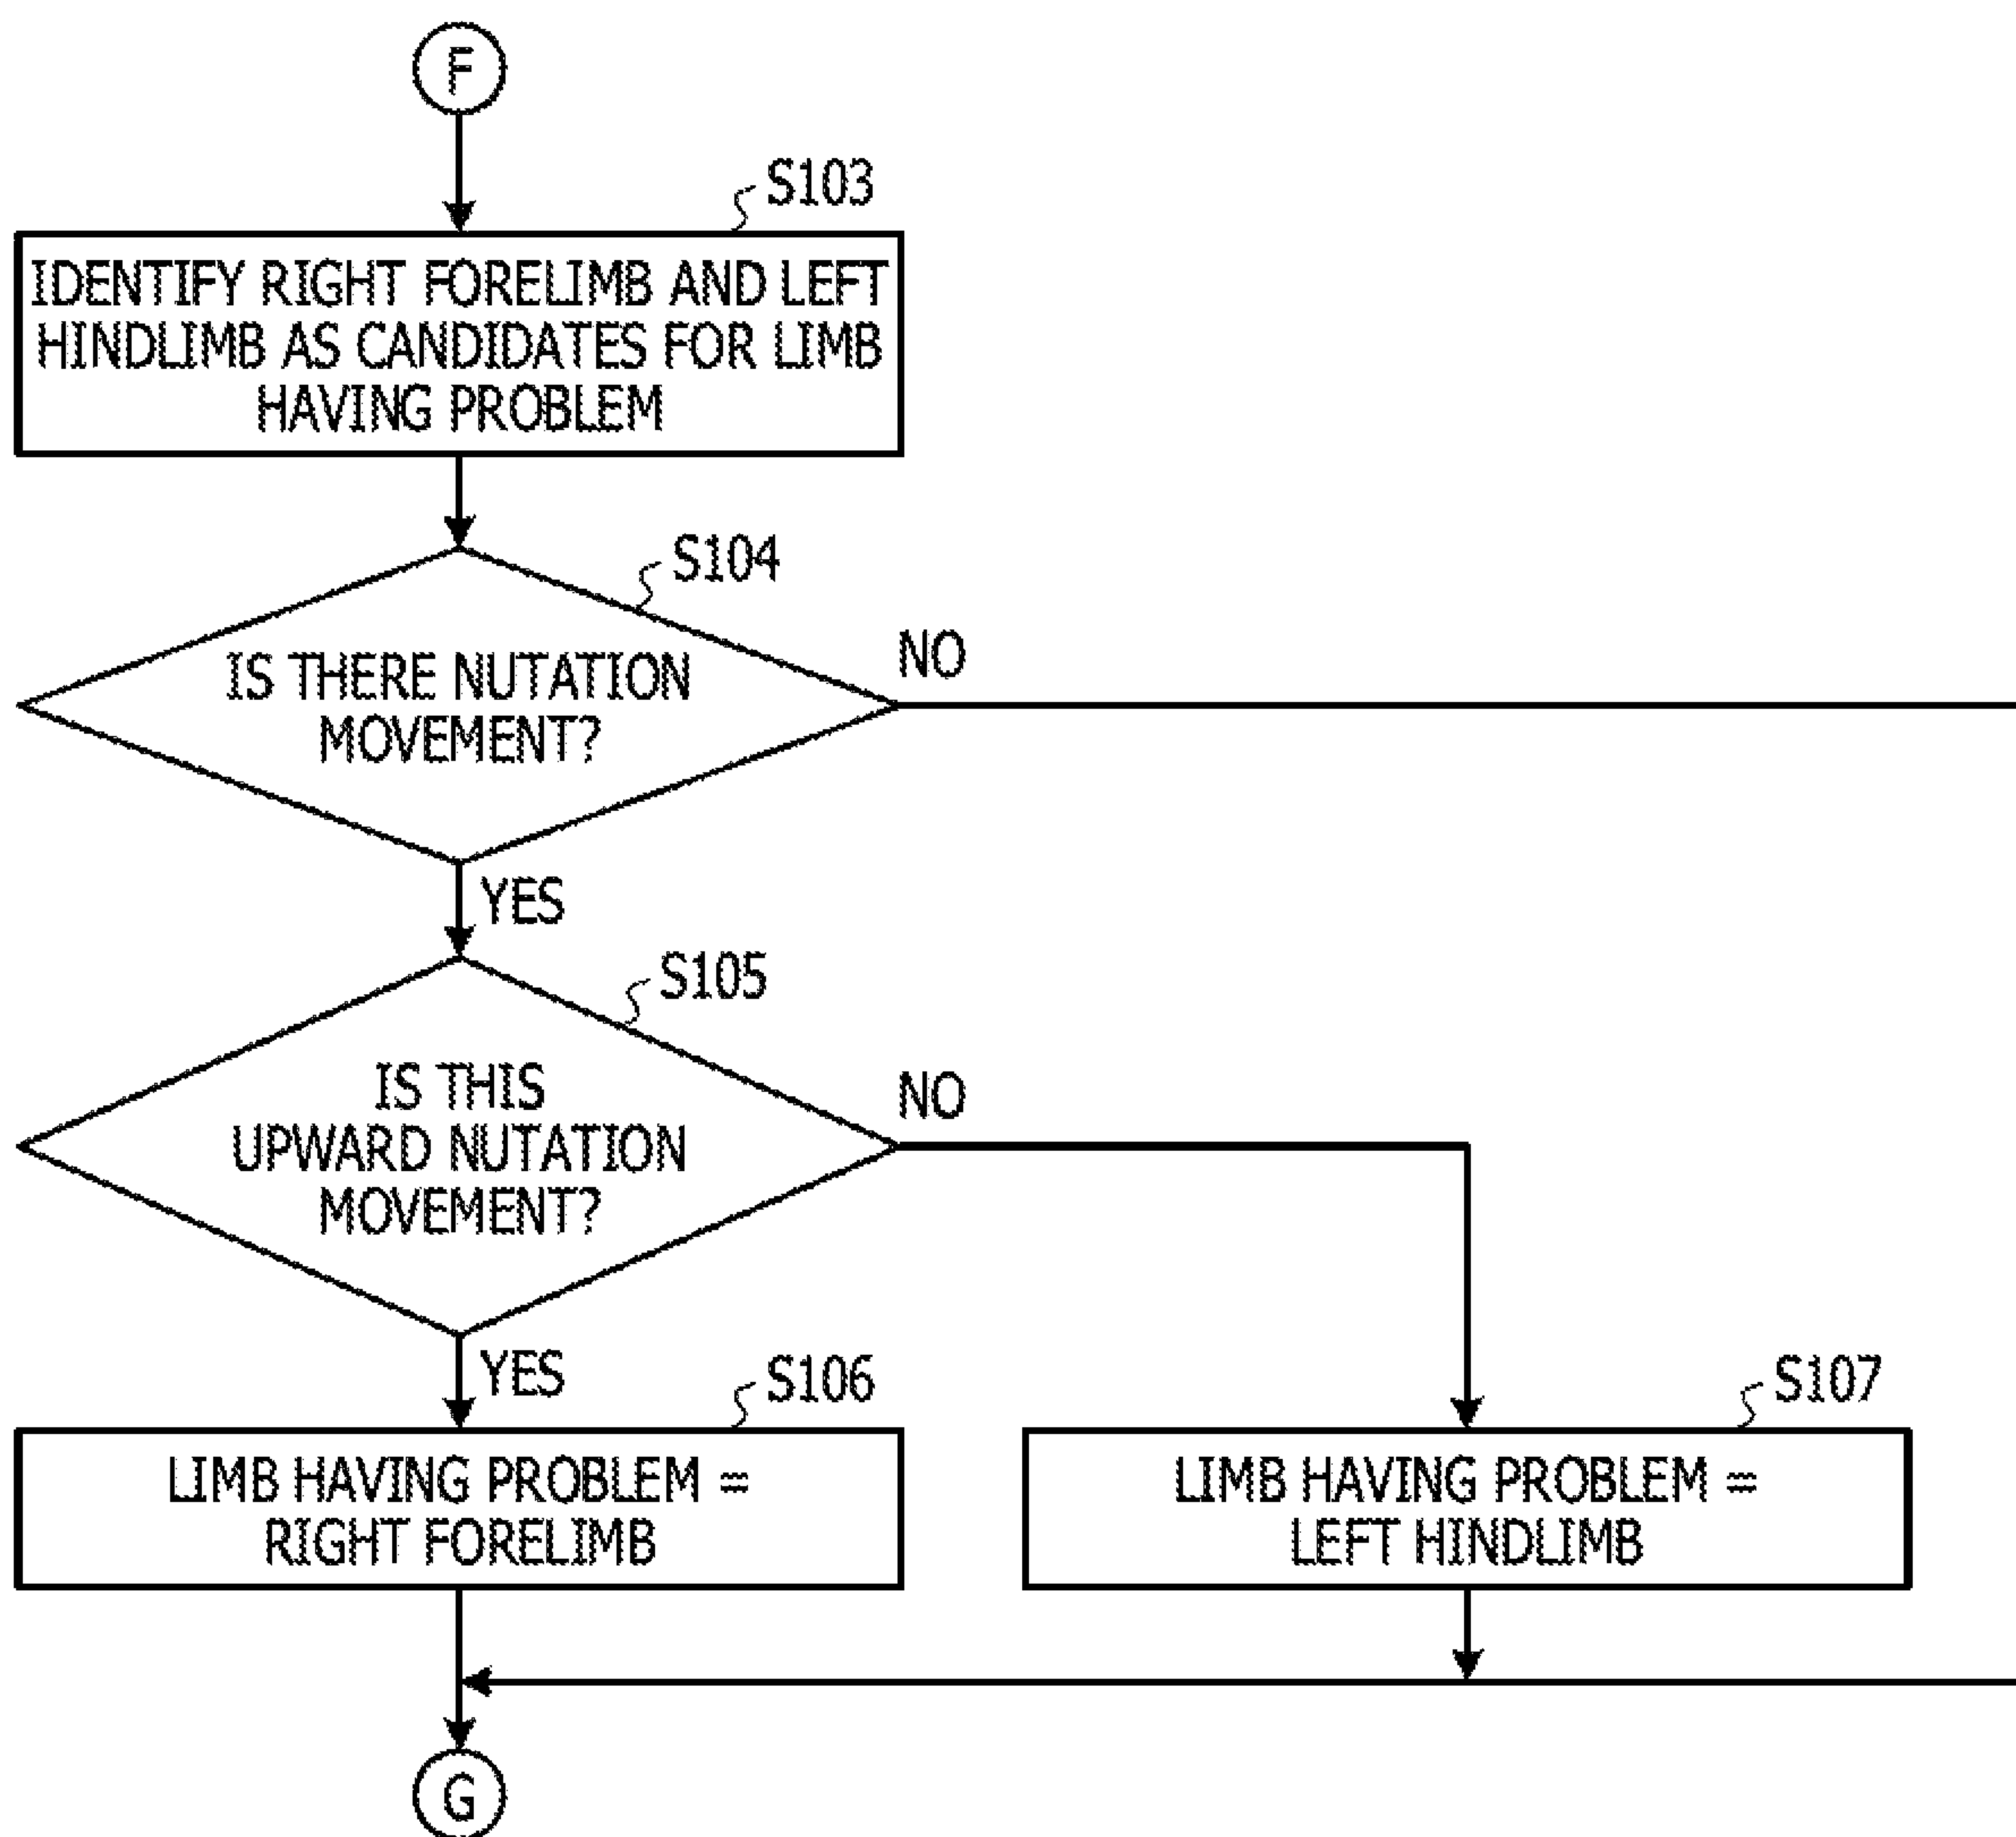 F
S103
IDENTIFY RIGHT FORELIMB AND LEFT
HINDLIMB AS CANDIDATES FOR LIMB
HAVING PROBLEM
S104
IS THERE NUTATION
MOVEMENT?
NO
YES
S105
IS THIS
UPWARD NUTATION
MOVEMENT?
NO
YES
S106
LIMB HAVING PROBLEM =
RIGHT FORELIMB
S107
LIMB HAVING PROBLEM =
LEFT HINDLIMB
G